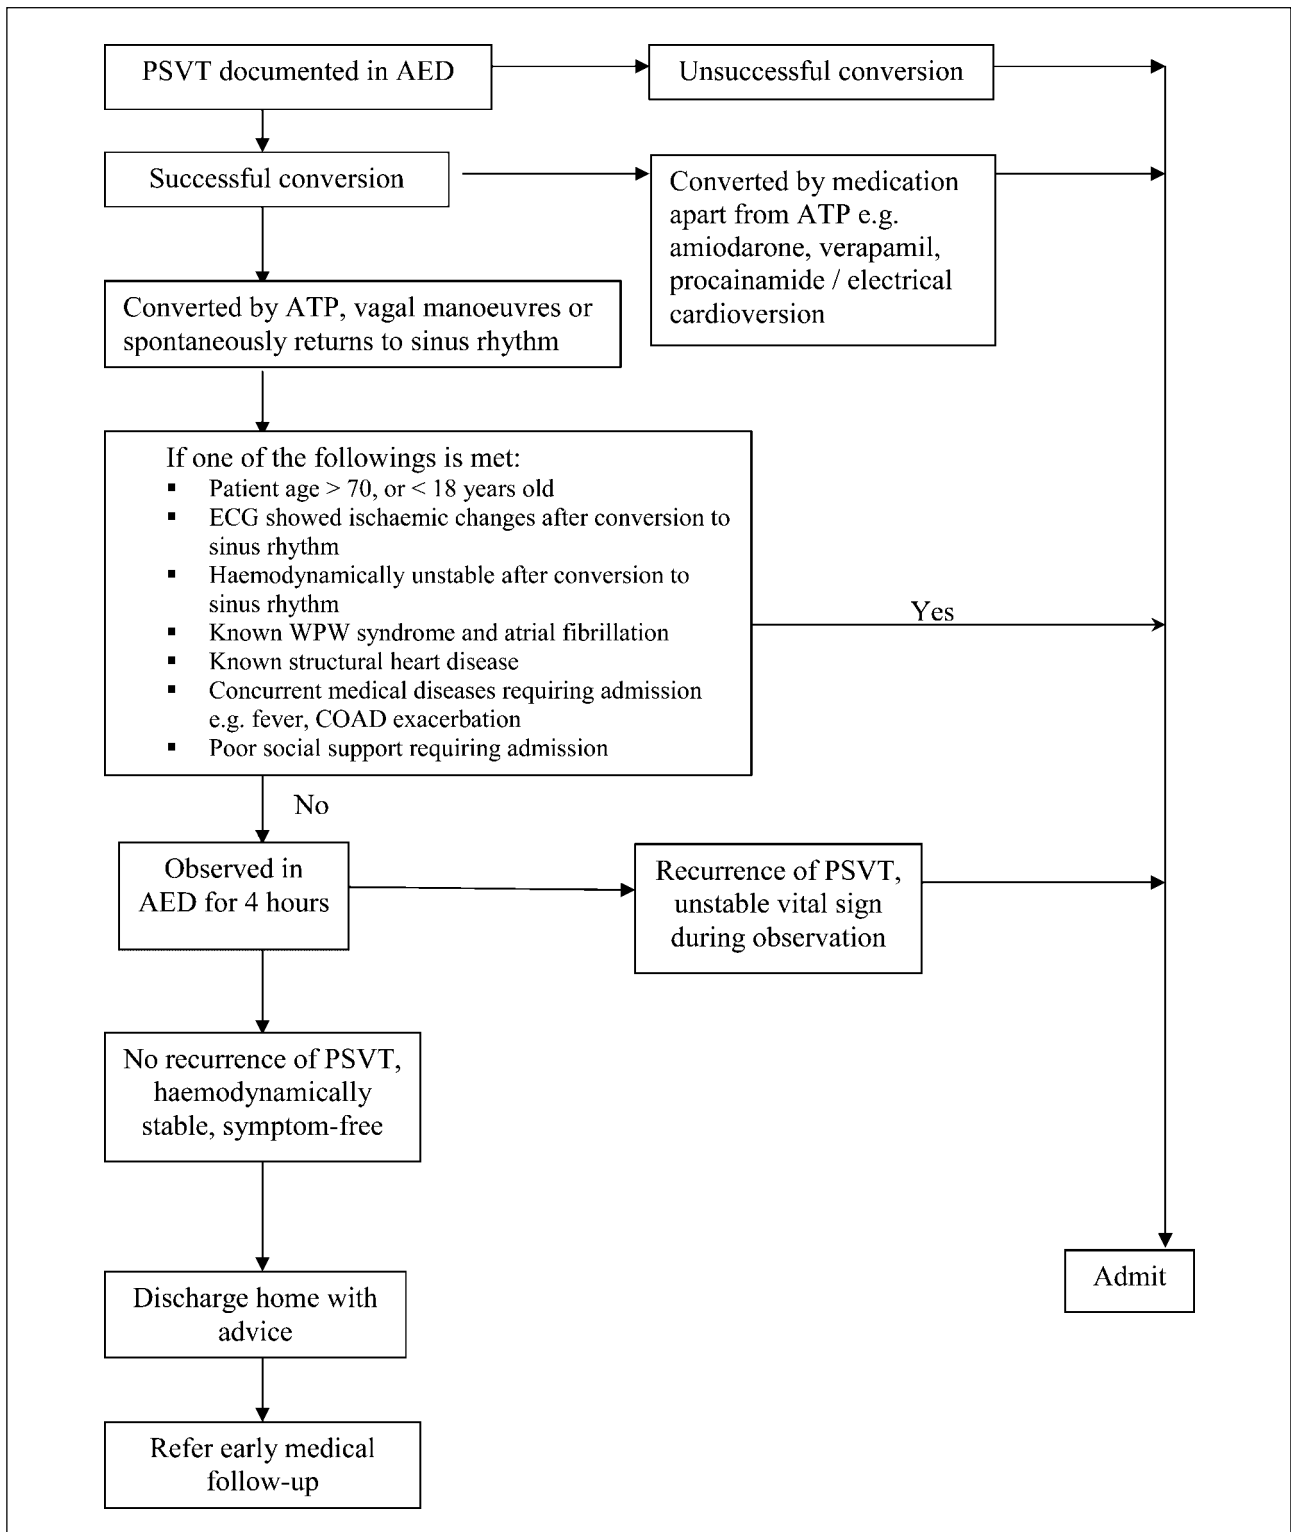 PSVT documented in AED
Unsuccessful conversion
Successful conversion
Converted by medication
apart from ATP e.g.
amiodarone, verapamil,
procainamide / electrical
cardioversion
Converted by ATP, vagal manoeuvres or
spontaneously returns to sinus rhythm
If one of the followings is met:
▪ Patient age > 70, or < 18 years old
▪ ECG showed ischaemic changes after conversion to
sinus rhythm
▪ Haemodynamically unstable after conversion to
sinus rhythm
▪ Known WPW syndrome and atrial fibrillation
▪ Known structural heart disease
▪ Concurrent medical diseases requiring admission
e.g. fever, COAD exacerbation
▪ Poor social support requiring admission
Yes
No
Observed in
AED for 4 hours
Recurrence of PSVT,
unstable vital sign
during observation
No recurrence of PSVT,
haemodynamically
stable, symptom-free
Admit
Discharge home with
advice
Refer early medical
follow-up